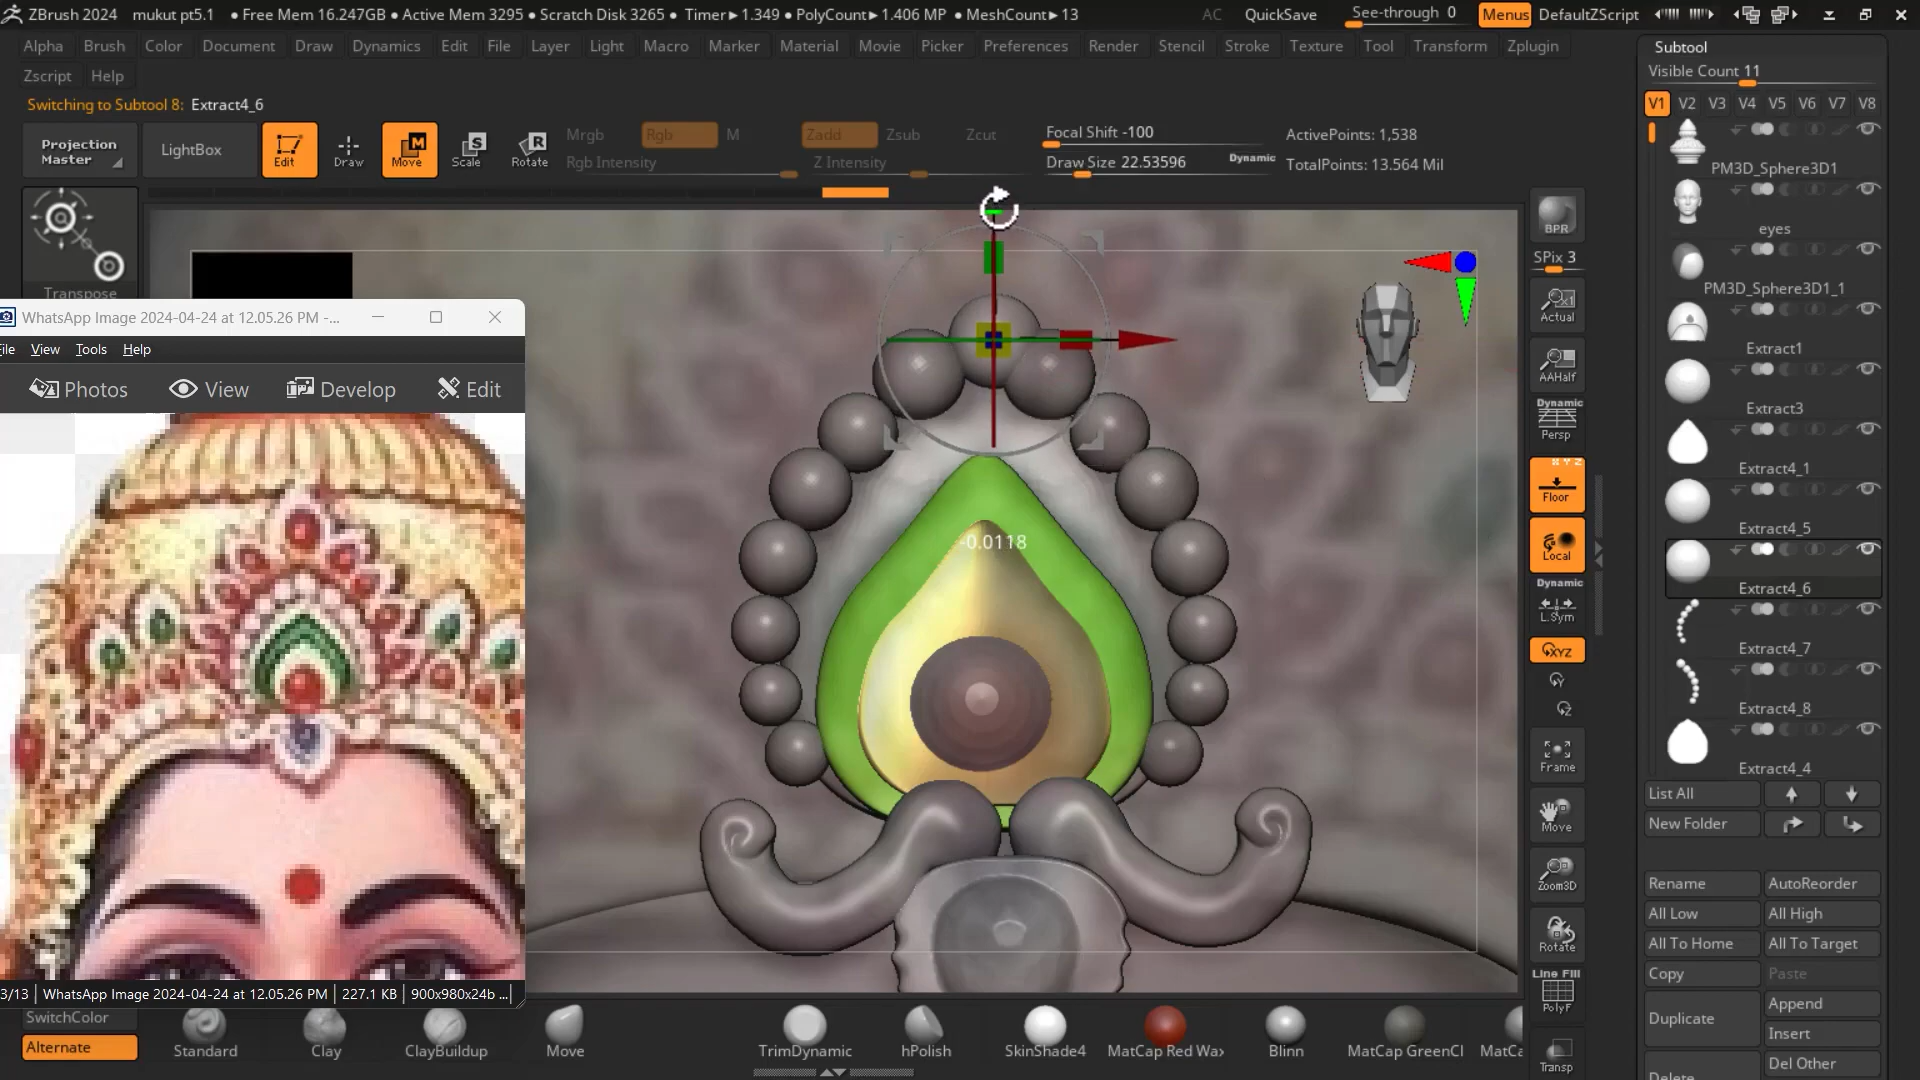 ZBrush 2024 mukut pt5.1 ● Free Mem 16.247GB ● Active Mem 3295 ● Scratch Disk 3265 ● Timer▶1.349 ● PolyCount▶1.406 MP ● MeshCount▶13 AC QuickSave See-through 0 Menus DefaultZScript
Alpha Brush Color Document Draw Dynamics Edit File Layer Light Macro Marker Material Movie Picker Preferences Render Stencil Stroke Texture Tool Transform Zplugin
Zscript Help
Switching to Subtool 8: Extract4_6
Projection Master
LightBox
Edit
Draw
Move
Scale
Rotate
Mrgb Rgb M
Rgb Intensity
Zadd Zsub Zcut
Z Intensity
Focal Shift -100
Draw Size 22.53596 Dynamic
ActivePoints: 1,538
TotalPoints: 13.564 Mil
Transpose
WhatsApp Image 2024-04-24 at 12.05.26 PM -...
ile View Tools Help
Photos View Develop Edit
3/13 WhatsApp Image 2024-04-24 at 12.05.26 PM 227.1 KB 900x980x24b ...
-0.0118
SwitchColor
Alternate
Standard
Clay
ClayBuildup
Move
TrimDynamic
hPolish
SkinShade4
MatCap Red Wax
Blinn
MatCap GreenCl
MatCa
BPR
SPix 3
Actual
AAHalf
Dynamic
Persp
X Y Z
Floor
Local
Dynamic
L.Sym
XYZ
Y
Z
Frame
Move
Zoom3D
Rotate
Line Fill
PolyF
Transp
Subtool
Visible Count 11
V1 V2 V3 V4 V5 V6 V7 V8
PM3D_Sphere3D1
eyes
PM3D_Sphere3D1_1
Extract1
Extract3
Extract4_1
Extract4_5
Extract4_6
Extract4_7
Extract4_8
Extract4_4
List All
New Folder
Rename AutoReorder
All Low All High
All To Home All To Target
Copy Paste
Duplicate Append
Insert
Delete Del Other